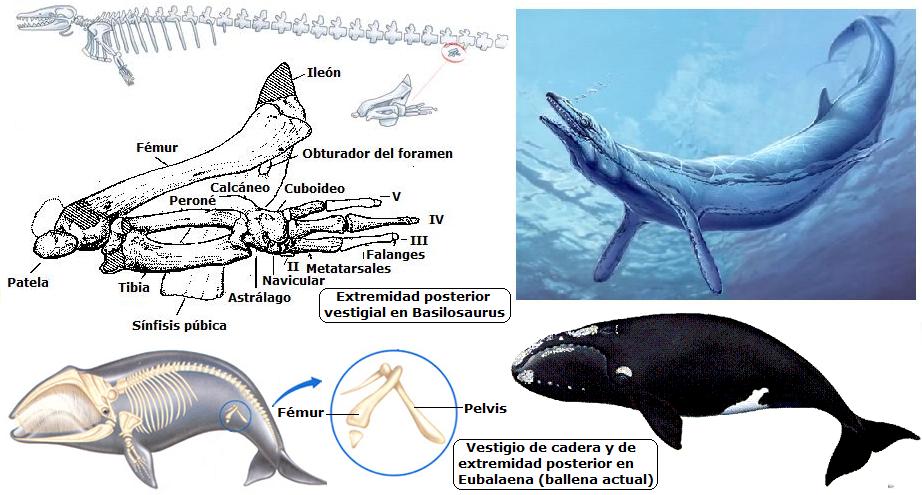 Ileón
Fémur
Obturador del foramen
Calcáneo
Cuboideo
Peroné
V
IV
III
Falanges
II
Metatarsales
Navicular
Patela
Tibia
Astrálago
Sínfisis púbica
Extremidad posterior
vestigial en Basilosaurus
Fémur
Pelvis
Vestigio de cadera y de
extremidad posterior en
Eubalaena (ballena actual)